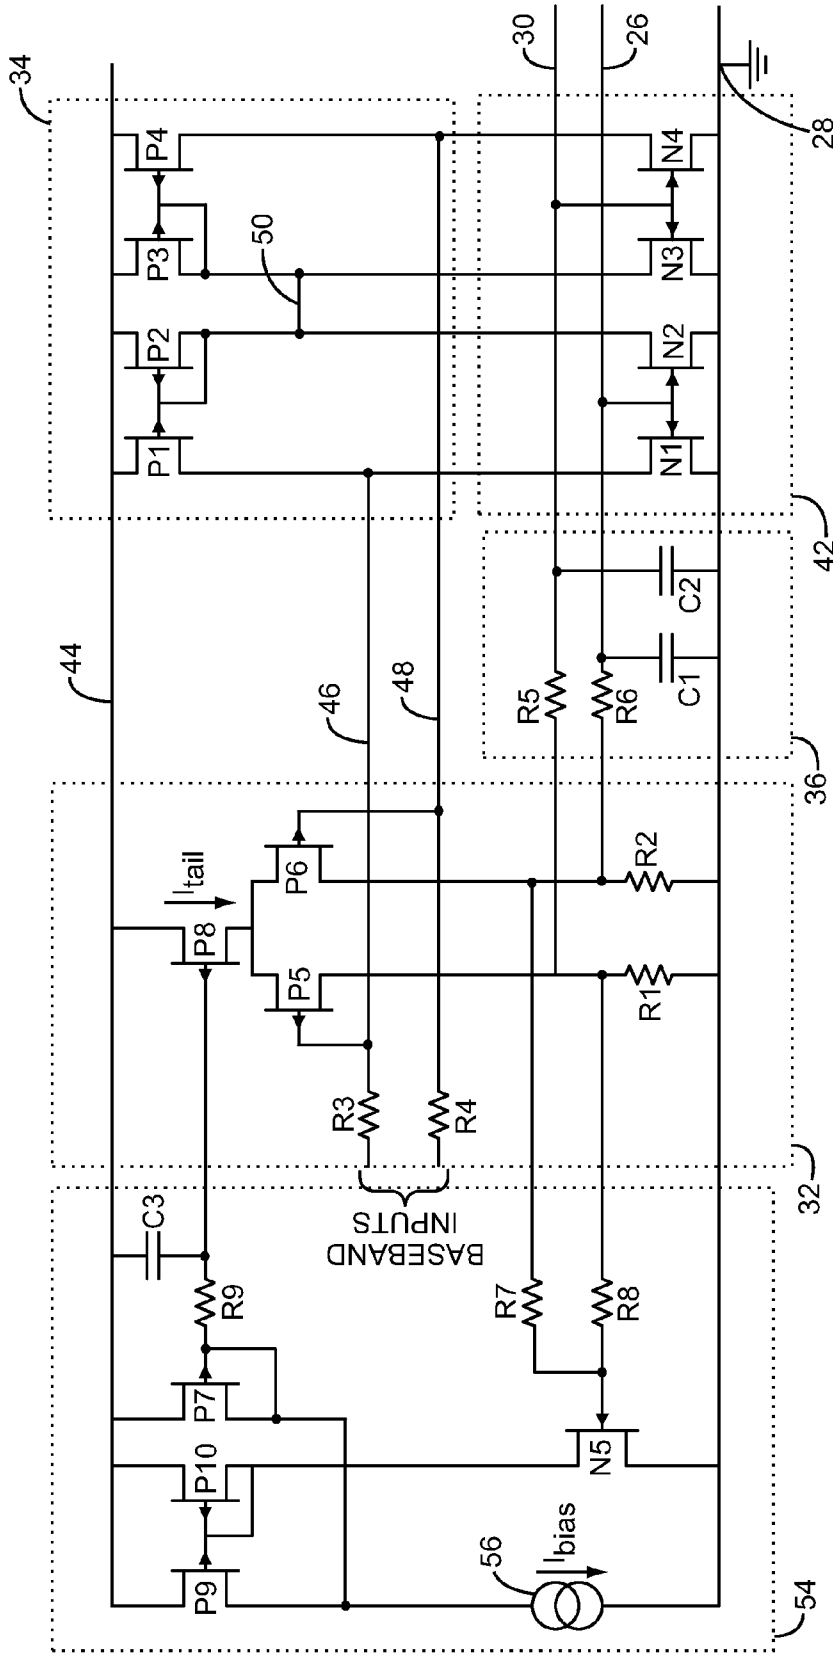 34
P4
P3
P2
P1
50
44
46
48
30
26
28
N4
N3
N2
N1
42
C2
C1
R5
R6
36
I_tail
P8
P6
P5
R2
R1
R3
R4
BASEBAND
INPUTS
32
C3
R9
R7
R8
P7
P10
P9
N5
56
I_bias
54